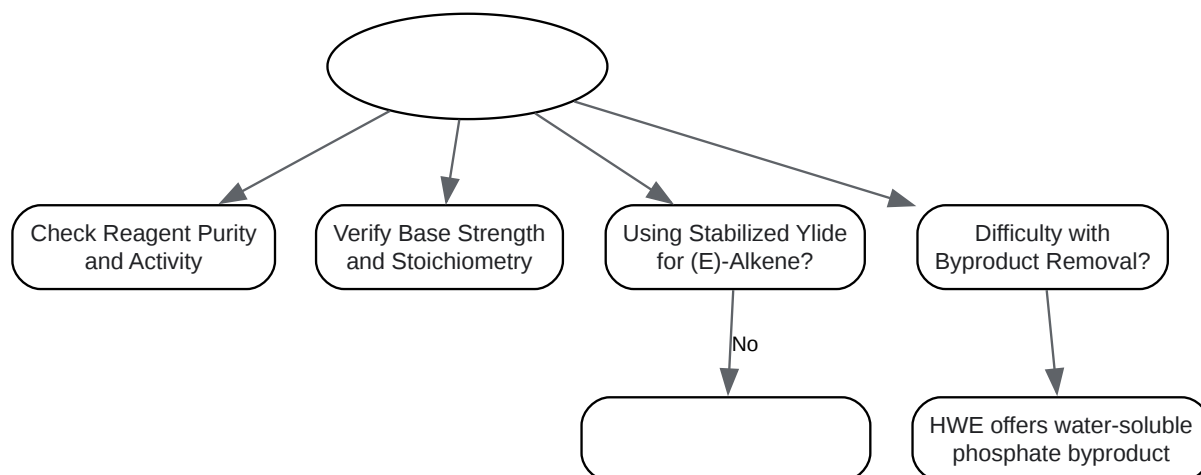 Check Reagent Purity
and Activity
Verify Base Strength
and Stoichiometry
Using Stabilized Ylide
for (E)-Alkene?
Difficulty with
Byproduct Removal?
No
HWE offers water-soluble
phosphate byproduct